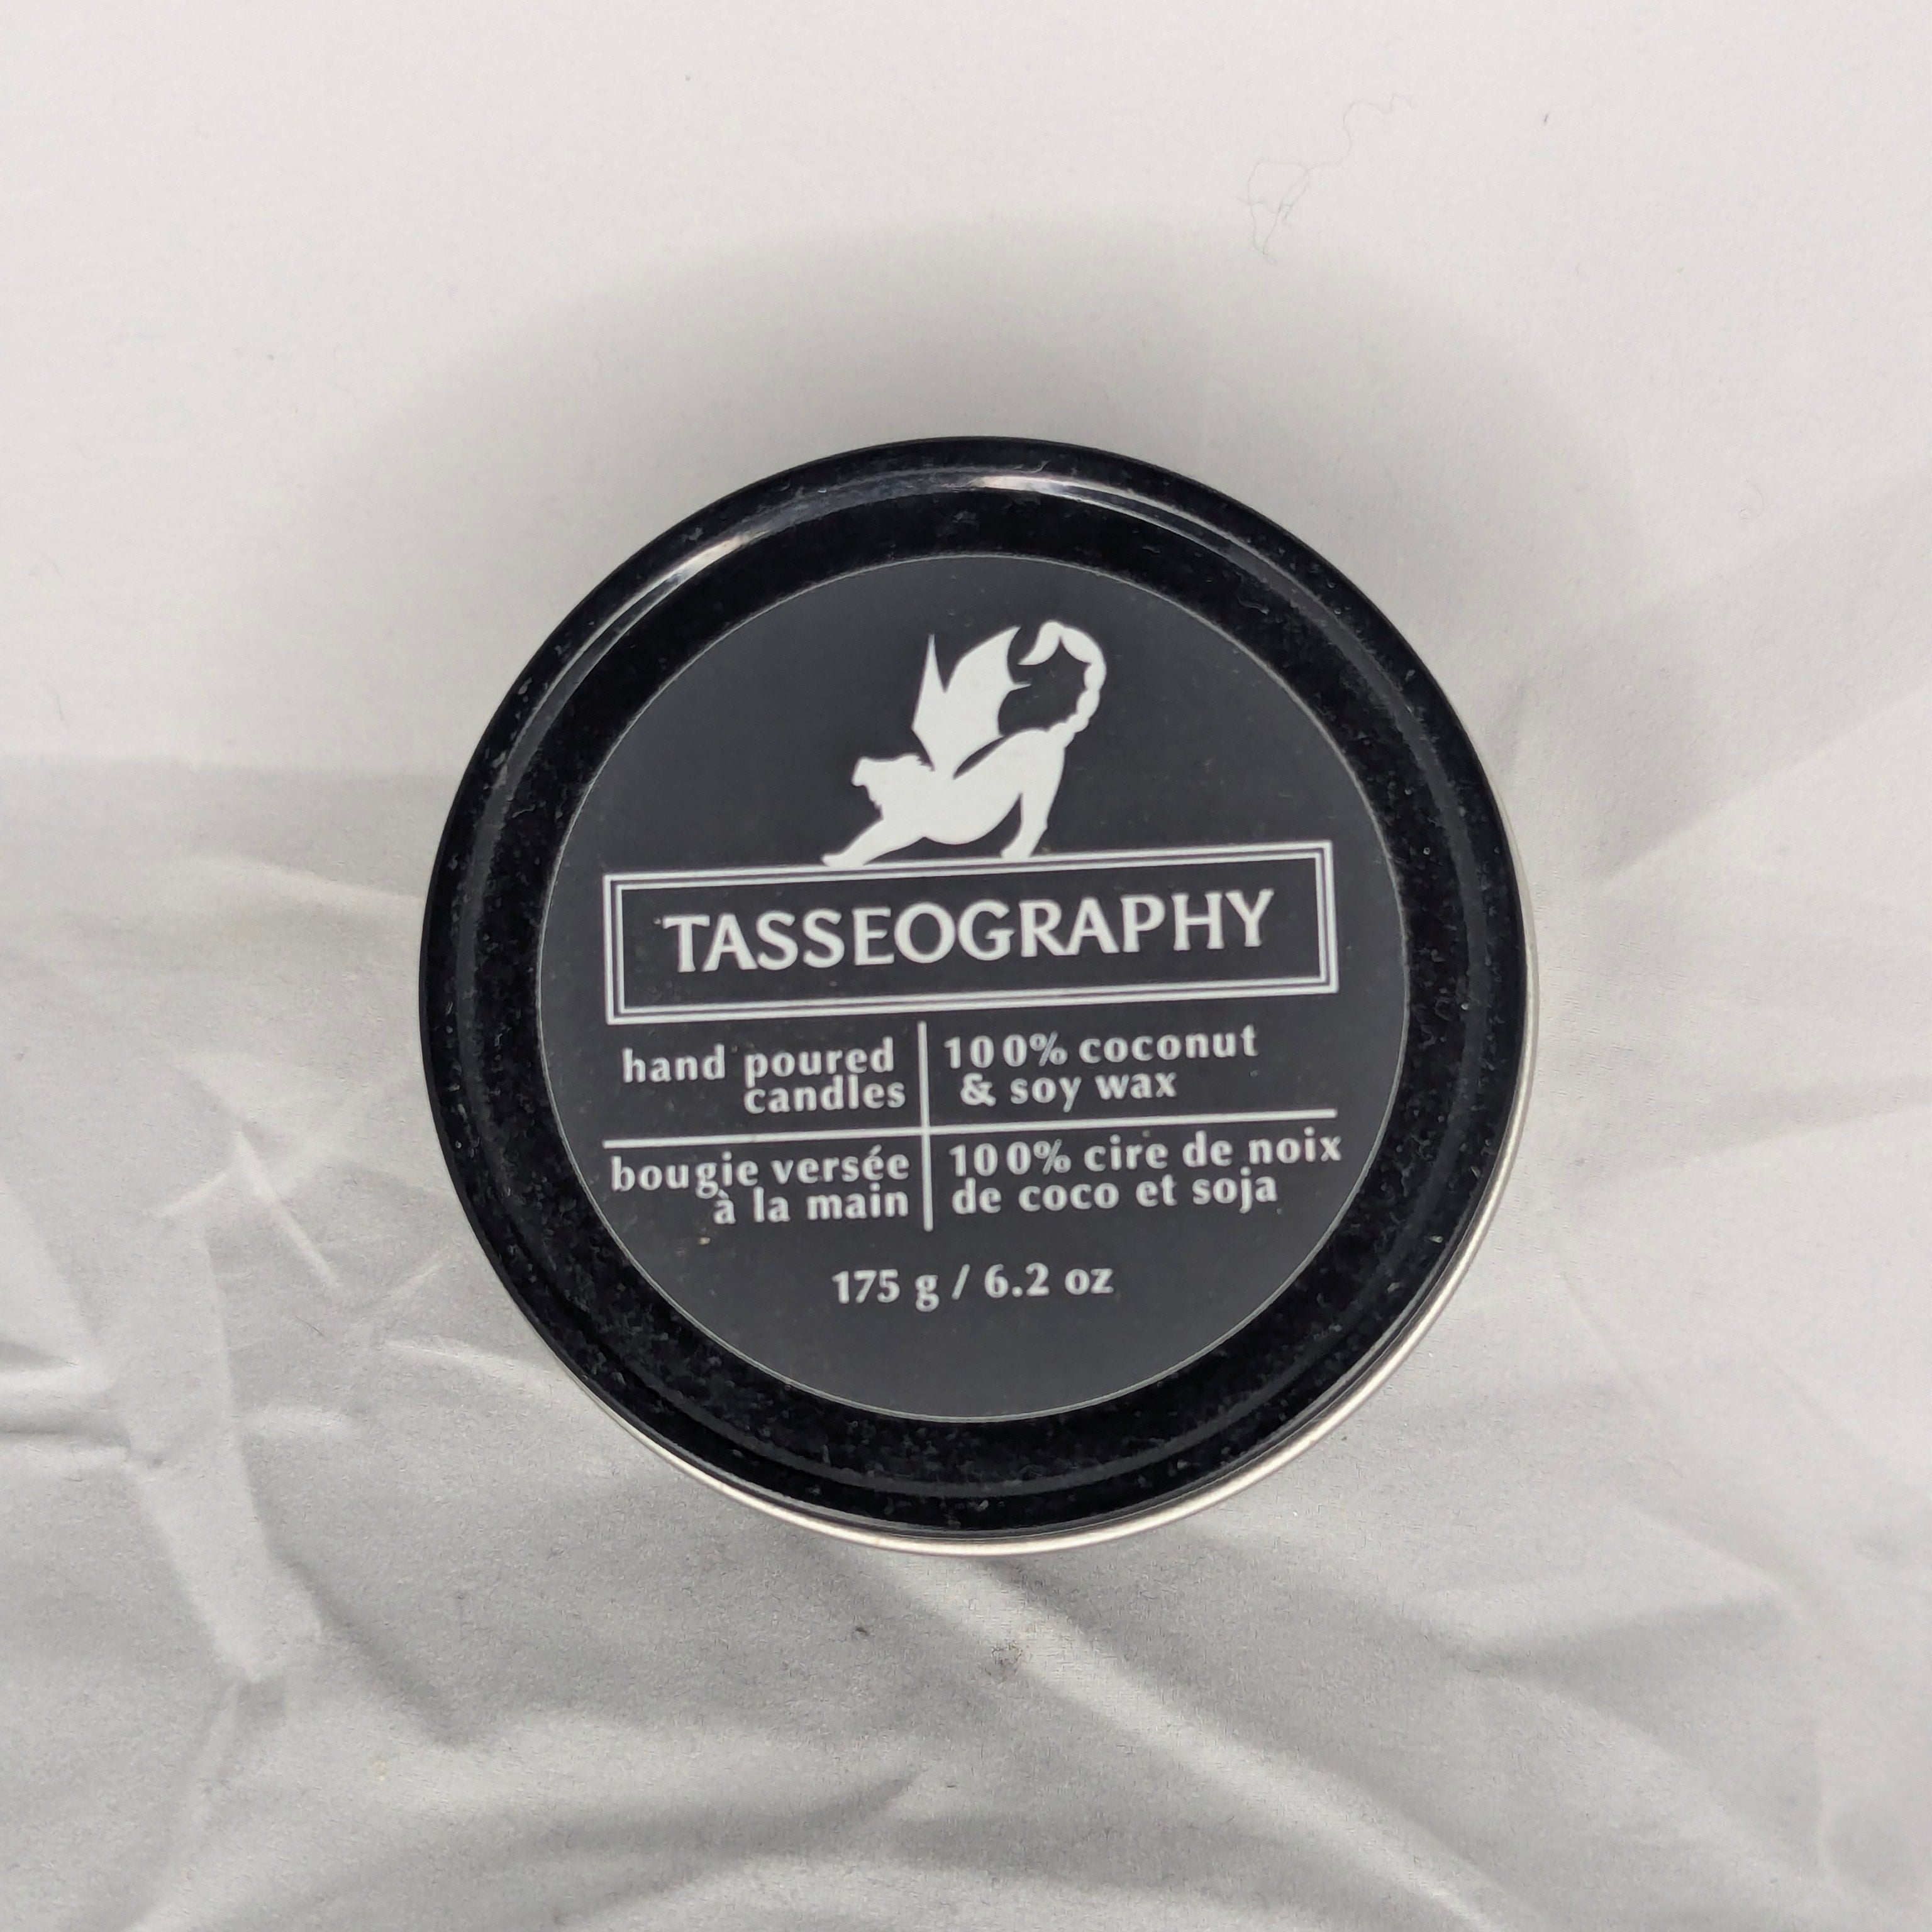 TASSEOGRAPHY
hand poured
candles
100% coconut
& soy wax
bougie versée
à la main
100% cire de noix
de coco et soja
175 g / 6.2 oz